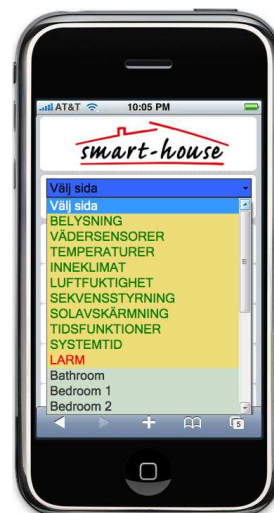 AT&T 10:05 PM
smart-house
Välj sida
Välj sida
BELYSNING
VÄDERSENSORER
TEMPERATURER
INNEKLIMAT
LUFTFUKTIGHET
SEKVENSSTYRNING
SOLAVSKÄRMNING
TIDSFUNKTIONER
SYSTEMTID
LARM
Bathroom
Bedroom 1
Bedroom 2
5